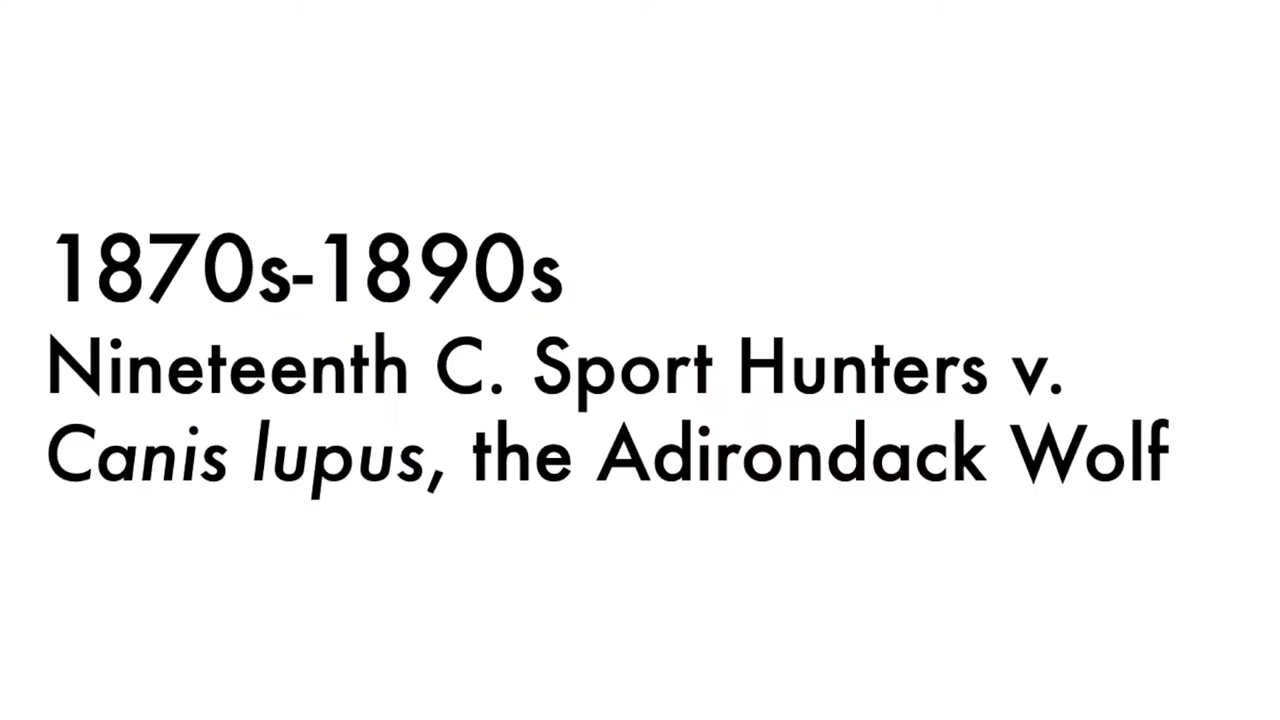 1870s-1890s
Nineteenth C. Sport Hunters v.
Canis lupus, the Adirondack Wolf